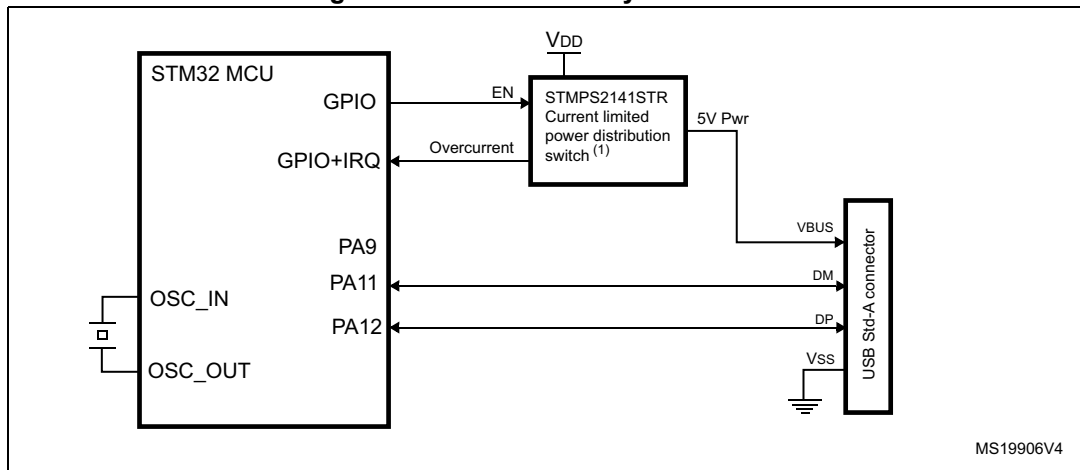 VDD
STM32 MCU
GPIO
EN
STMPS2141STR
Current limited
power distribution
switch (1)
5V Pwr
GPIO+IRQ
Overcurrent
VBUS
PA9
DM
PA11
OSC_IN
DP
PA12
VSS
OSC_OUT
USB Std-A connector
MS19906V4